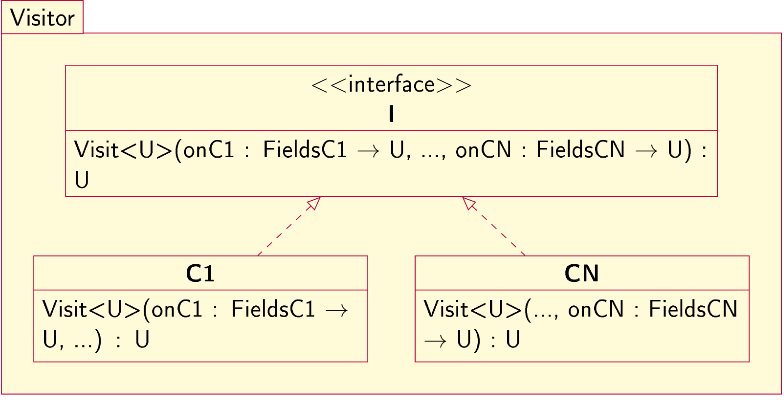 Visitor
<<interface>>
I
Visit<U>(onC1 : FieldsC1 → U, ..., onCN : FieldsCN → U) :
U
C1
Visit<U>(onC1 : FieldsC1 →
U, ...) : U
CN
Visit<U>(..., onCN : FieldsCN
→ U) : U